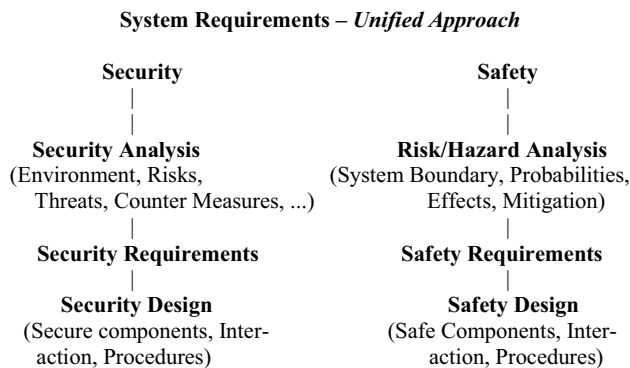 System Requirements – Unified Approach
Security
Safety
Security Analysis
Risk/Hazard Analysis
(Environment, Risks,
(System Boundary, Probabilities,
Threats, Counter Measures, ...)
Effects, Mitigation)
Security Requirements
Safety Requirements
Security Design
Safety Design
(Secure components, Inter-
(Safe Components, Inter-
action, Procedures)
action, Procedures)